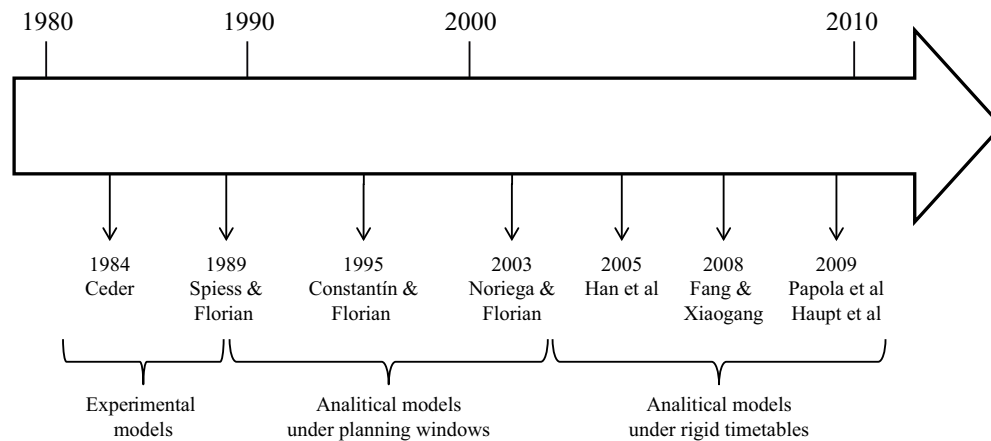 1980
1990
2000
2010
1984
Ceder
1989
Spiess &
Florian
1995
Constantín &
Florian
2003
Noriega &
Florian
2005
Han et al
2008
Fang &
Xiaogang
2009
Papola et al
Haupt et al
Experimental
models
Analitical models
under planning windows
Analitical models
under rigid timetables